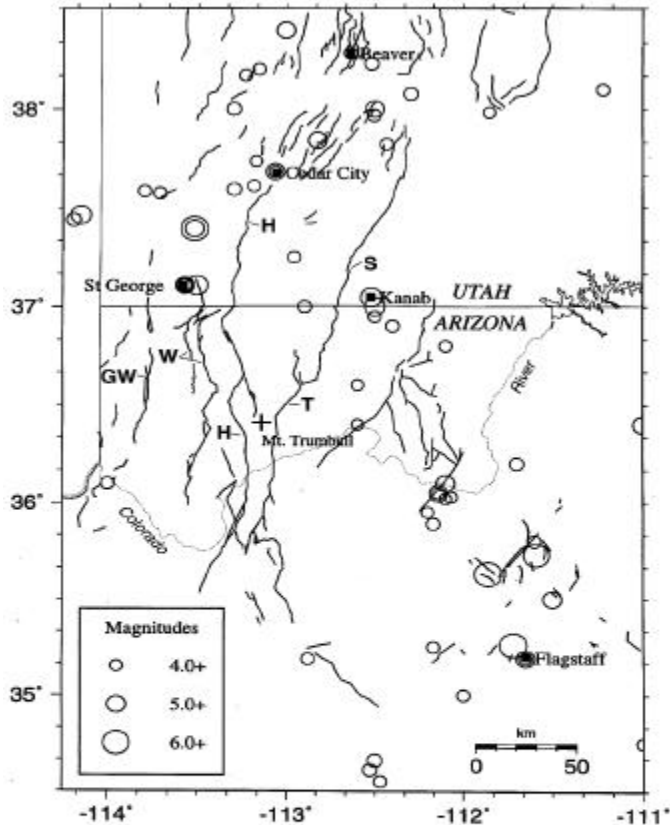 Beaver
38°
Cedar City
H
S
St George
Kanab
UTAH
37°
ARIZONA
W
GW
River
T
H
Mt. Trumbull
36°
Colorado
Magnitudes
4.0+
5.0+
6.0+
Flagstaff
35°
km
0 50
-114 -113 -112 -111